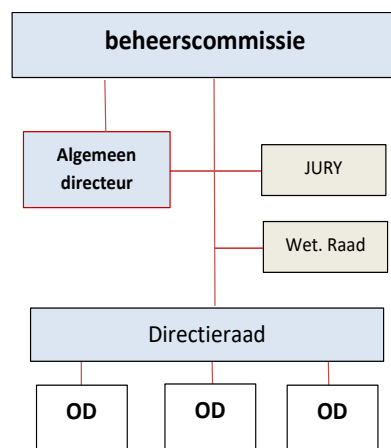 beheerscommissie
Algemeen
directeur
JURY
Wet. Raad
Directieraad
OD
OD
OD